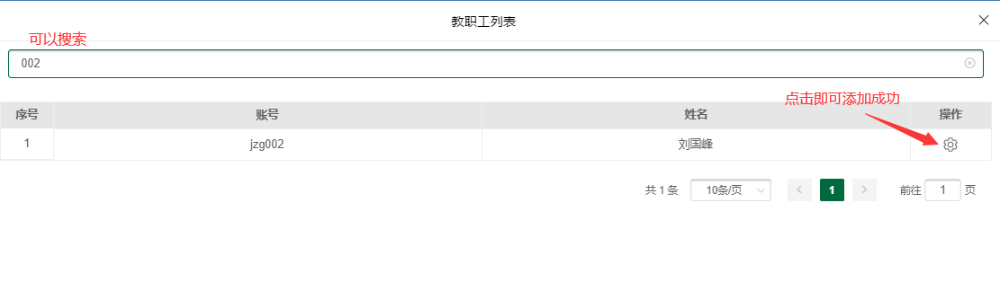 教职工列表
可以搜索
002
点击即可添加成功
序号 账号 姓名 操作
1 jzg002 刘国峰
共 1 条 10条/页 1 前往 1 页